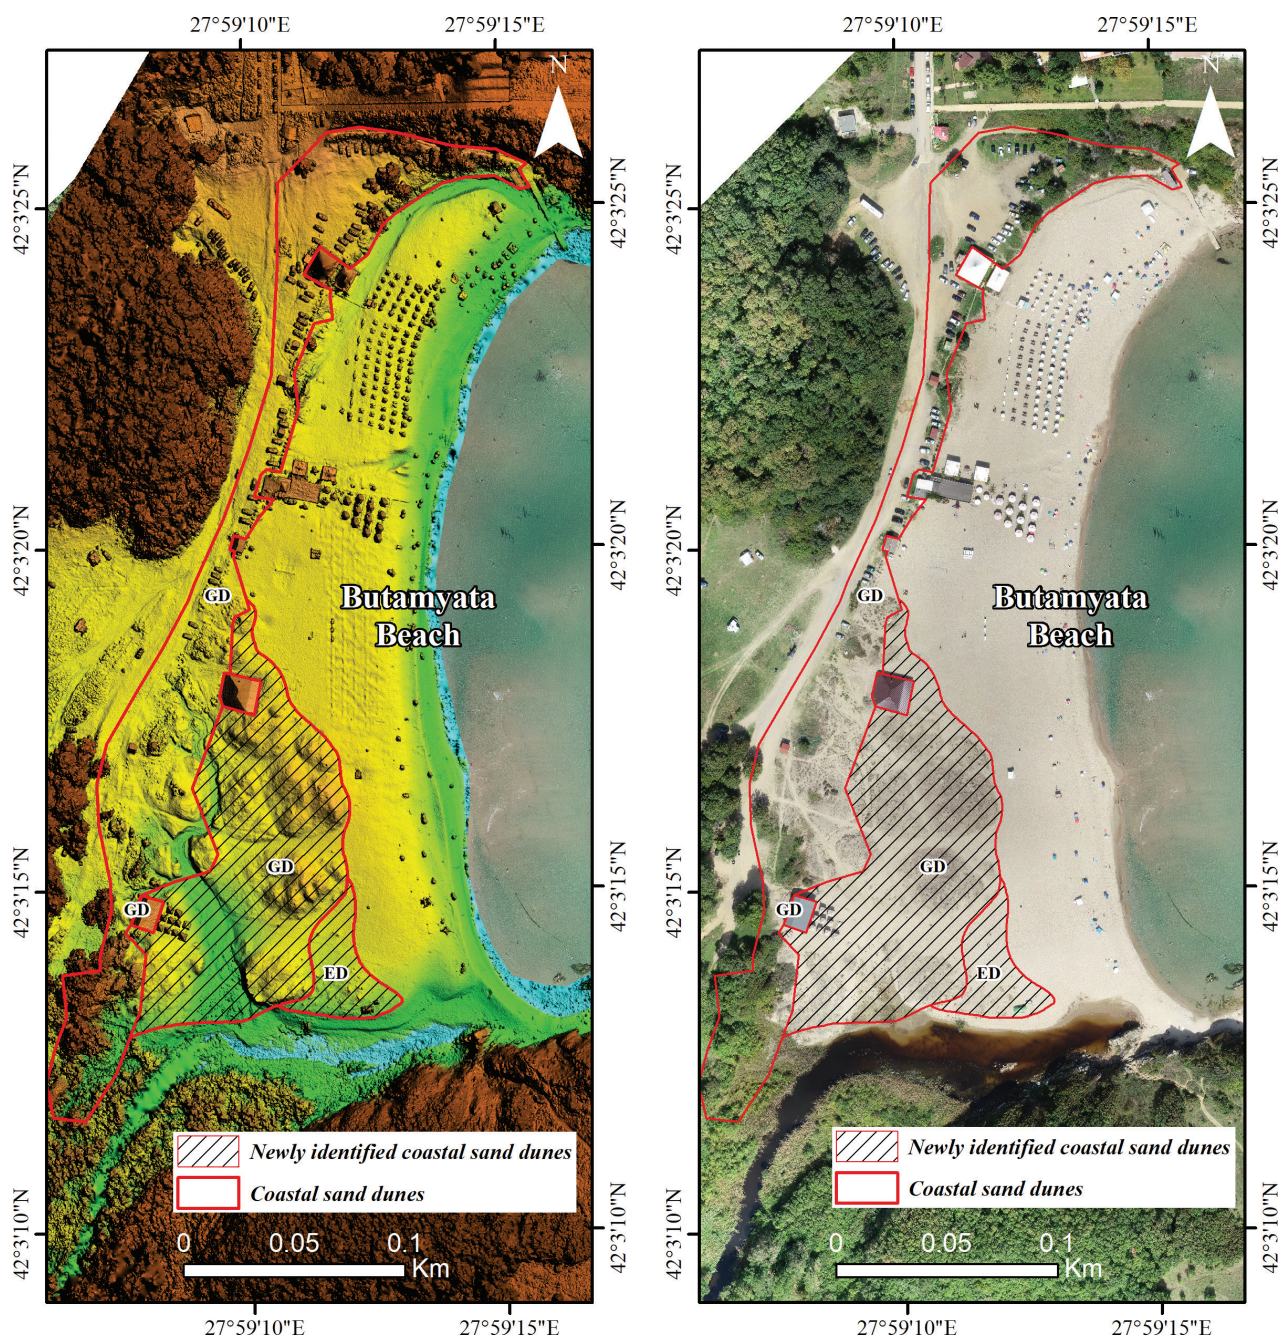 27°59'10"E
27°59'15"E
27°59'10"E
27°59'15"E
N
N
42°3'25"N
42°3'25"N
42°3'25"N
42°3'25"N
42°3'20"N
42°3'20"N
42°3'20"N
42°3'20"N
GD
Butamyata
Beach
GD
Butamyata
Beach
42°3'15"N
42°3'15"N
42°3'15"N
42°3'15"N
GD
GD
ED
GD
GD
ED
Newly identified coastal sand dunes
Coastal sand dunes
Newly identified coastal sand dunes
Coastal sand dunes
42°3'10"N
42°3'10"N
42°3'10"N
42°3'10"N
0 0.05 0.1
Km
0 0.05 0.1
Km
27°59'10"E
27°59'15"E
27°59'10"E
27°59'15"E